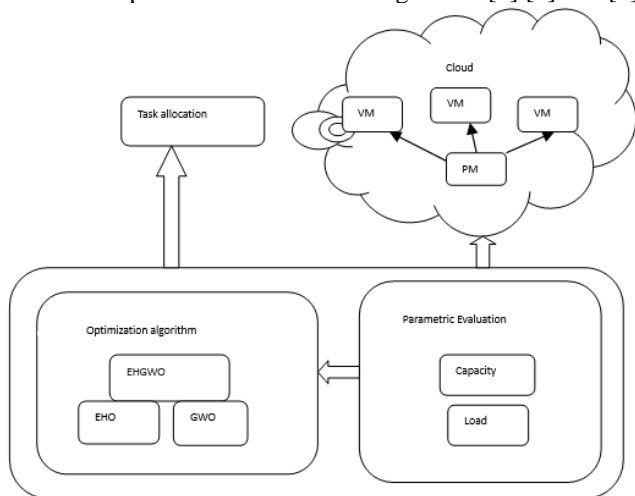 Cloud
VM
VM
VM
PM
Task allocation
Optimization algorithm
EHGWO
EHO
GWO
Parametric Evaluation
Capacity
Load